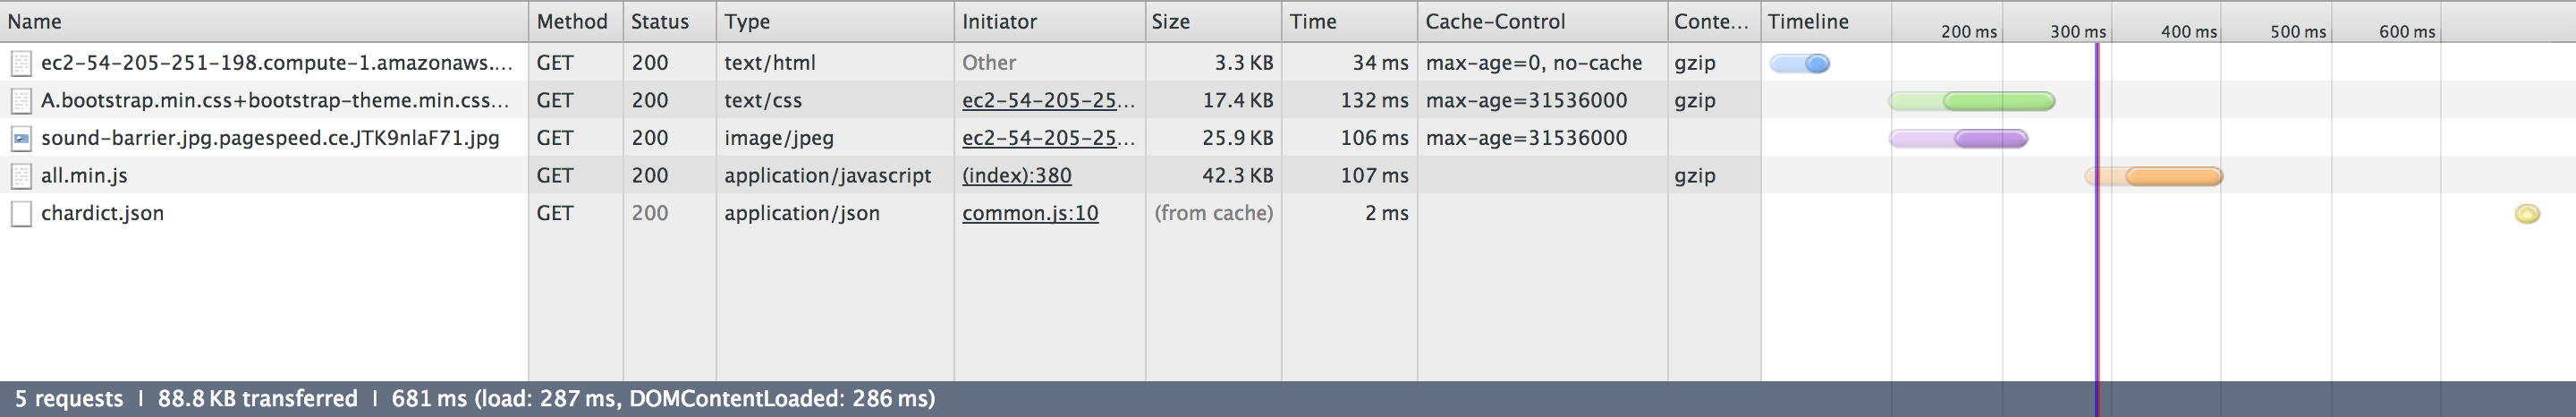 Name Method Status Type Initiator Size Time Cache-Control Conte... Timeline 200 ms 300 ms 400 ms 500 ms 600 ms
ec2-54-205-251-198.compute-1.amazonaws.... GET 200 text/html Other 3.3 KB 34 ms max-age=0, no-cache gzip
A.bootstrap.min.css+bootstrap-theme.min.css... GET 200 text/css ec2-54-205-25... 17.4 KB 132 ms max-age=31536000 gzip
sound-barrier.jpg.pagespeed.ce.JTK9nlaF71.jpg GET 200 image/jpeg ec2-54-205-25... 25.9 KB 106 ms max-age=31536000
all.min.js GET 200 application/javascript (index):380 42.3 KB 107 ms gzip
chardict.json GET 200 application/json common.js:10 (from cache) 2 ms
5 requests | 88.8 KB transferred | 681 ms (load: 287 ms, DOMContentLoaded: 286 ms)